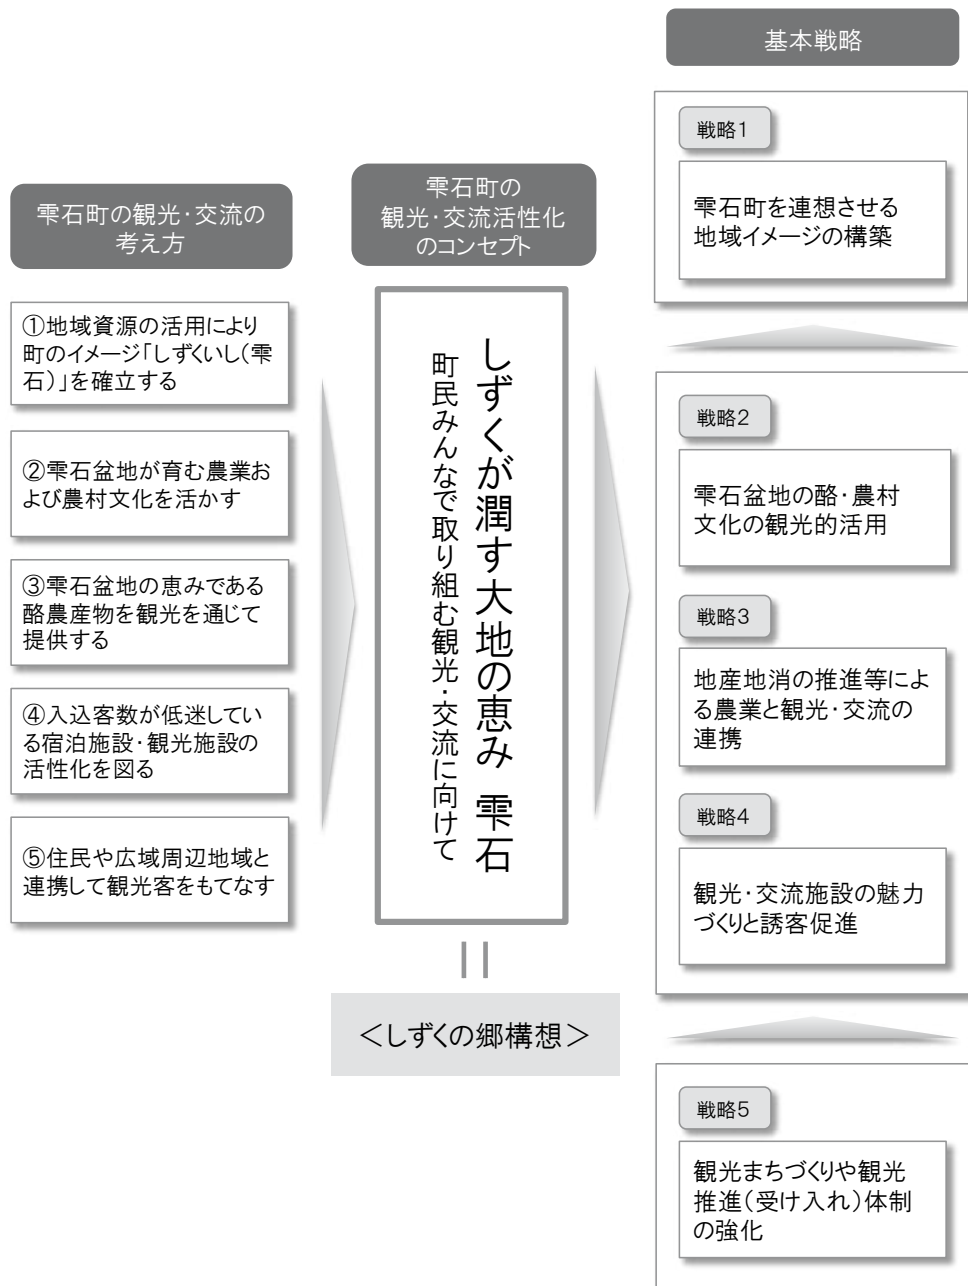 雫石町の観光・交流の
考え方
①地域資源の活用により
町のイメージ「しずくいし(雫
石)」を確立する
②雫石盆地が育む農業お
よび農村文化を活かす
③雫石盆地の恵みである
酪農産物を観光を通じて
提供する
④入込客数が低迷してい
る宿泊施設・観光施設の
活性化を図る
⑤住民や広域周辺地域と
連携して観光客をもてなす
雫石町の
観光・交流活性化
のコンセプト
しずくが潤す大地の恵み 雫石
町民みんなで取り組む観光・交流に向けて
＜しずくの郷構想＞
基本戦略
戦略1
雫石町を連想させる
地域イメージの構築
戦略2
雫石盆地の酪・農村
文化の観光的活用
戦略3
地産地消の推進等によ
る農業と観光・交流の
連携
戦略4
観光・交流施設の魅力
づくりと誘客促進
戦略5
観光まちづくりや観光
推進(受け入れ)体制
の強化